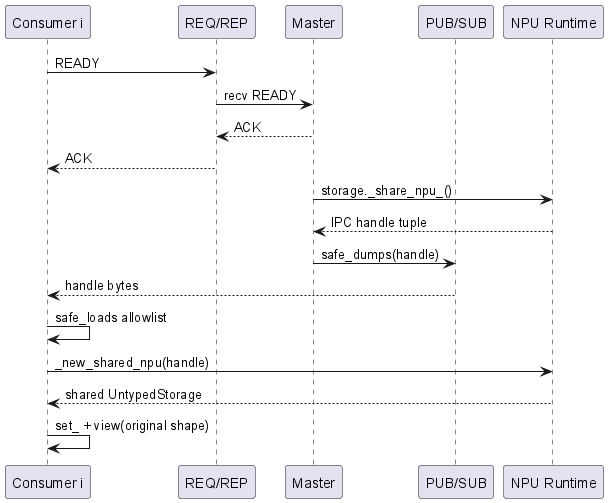 Consumer i
REQ/REP
Master
PUB/SUB
NPU Runtime
READY
recv READY
ACK
ACK
storage._share_npu_()
IPC handle tuple
safe_dumps(handle)
handle bytes
safe_loads allowlist
_new_shared_npu(handle)
shared UntypedStorage
set_ + view(original shape)
Consumer i
REQ/REP
Master
PUB/SUB
NPU Runtime